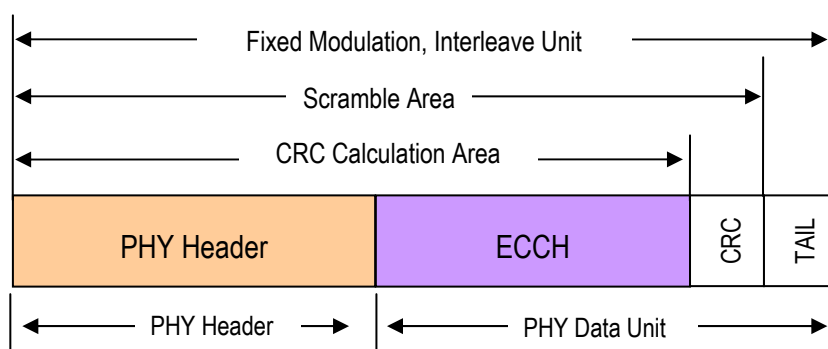 Fixed Modulation, Interleave Unit
Scramble Area
CRC Calculation Area
PHY Header
ECCH
CRC
TAIL
PHY Header
PHY Data Unit